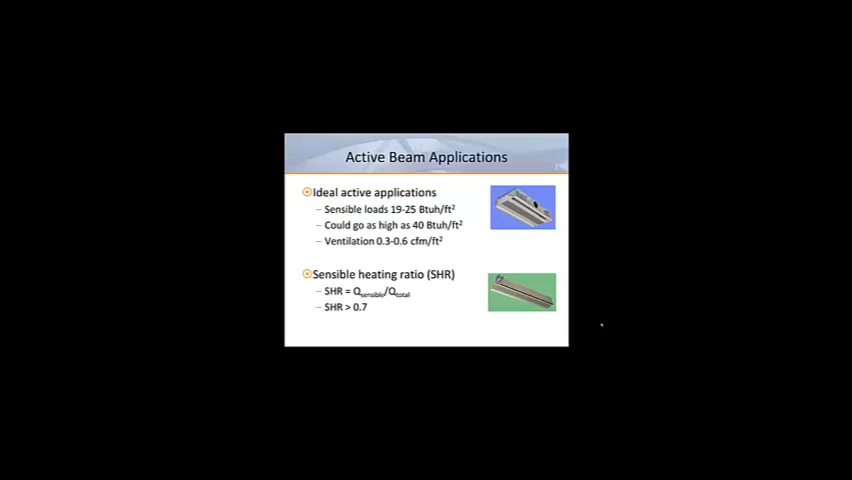 Active Beam Applications
Ideal active applications
– Sensible loads 19-25 Btuh/ft²
– Could go as high as 40 Btuh/ft²
– Ventilation 0.3-0.6 cfm/ft²
Sensible heating ratio (SHR)
– SHR = Qsensible/Qtotal
– SHR > 0.7